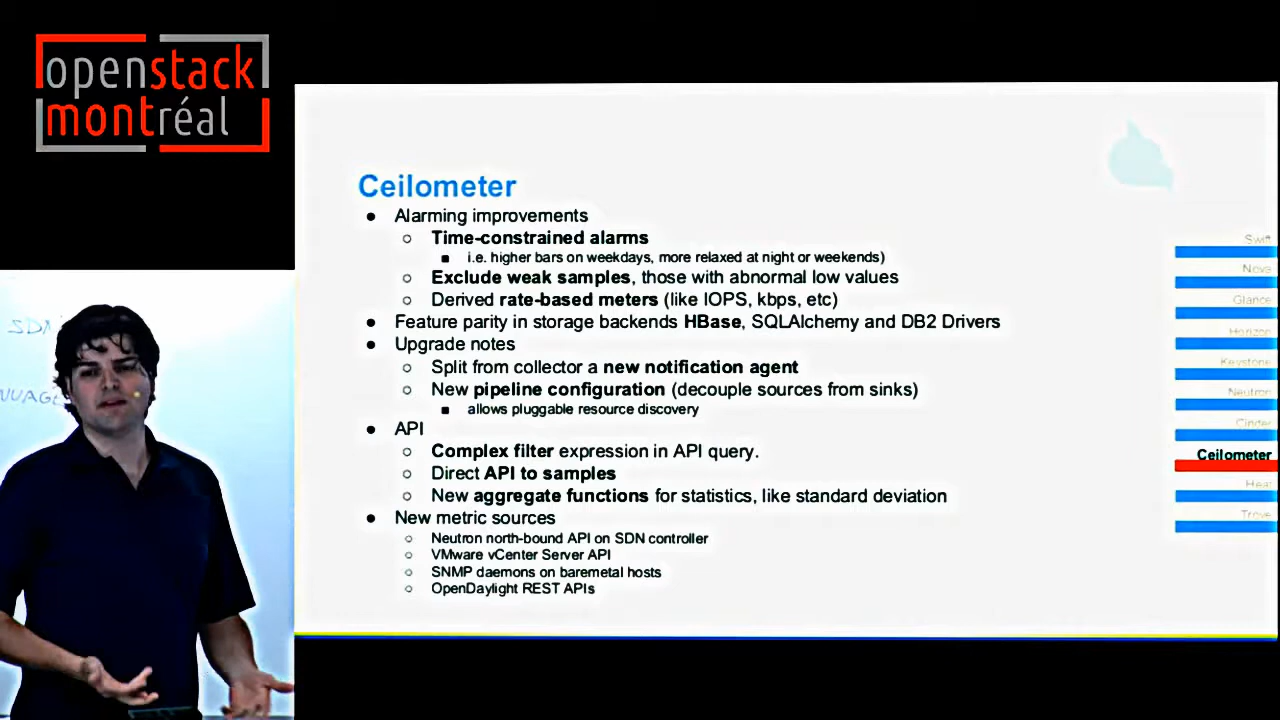 openstack
montréal
SDN
NUAGE
Ceilometer
● Alarming improvements
○ Time-constrained alarms
■ i.e. higher bars on weekdays, more relaxed at night or weekends)
○ Exclude weak samples, those with abnormal low values
○ Derived rate-based meters (like IOPS, kbps, etc)
● Feature parity in storage backends HBase, SQLAlchemy and DB2 Drivers
● Upgrade notes
○ Split from collector a new notification agent
○ New pipeline configuration (decouple sources from sinks)
■ allows pluggable resource discovery
● API
○ Complex filter expression in API query.
○ Direct API to samples
○ New aggregate functions for statistics, like standard deviation
● New metric sources
○ Neutron north-bound API on SDN controller
○ VMware vCenter Server API
○ SNMP daemons on baremetal hosts
○ OpenDaylight REST APIs
Swift
Nova
Glance
Horizon
Keystone
Neutron
Cinder
Ceilometer
Heat
Trove